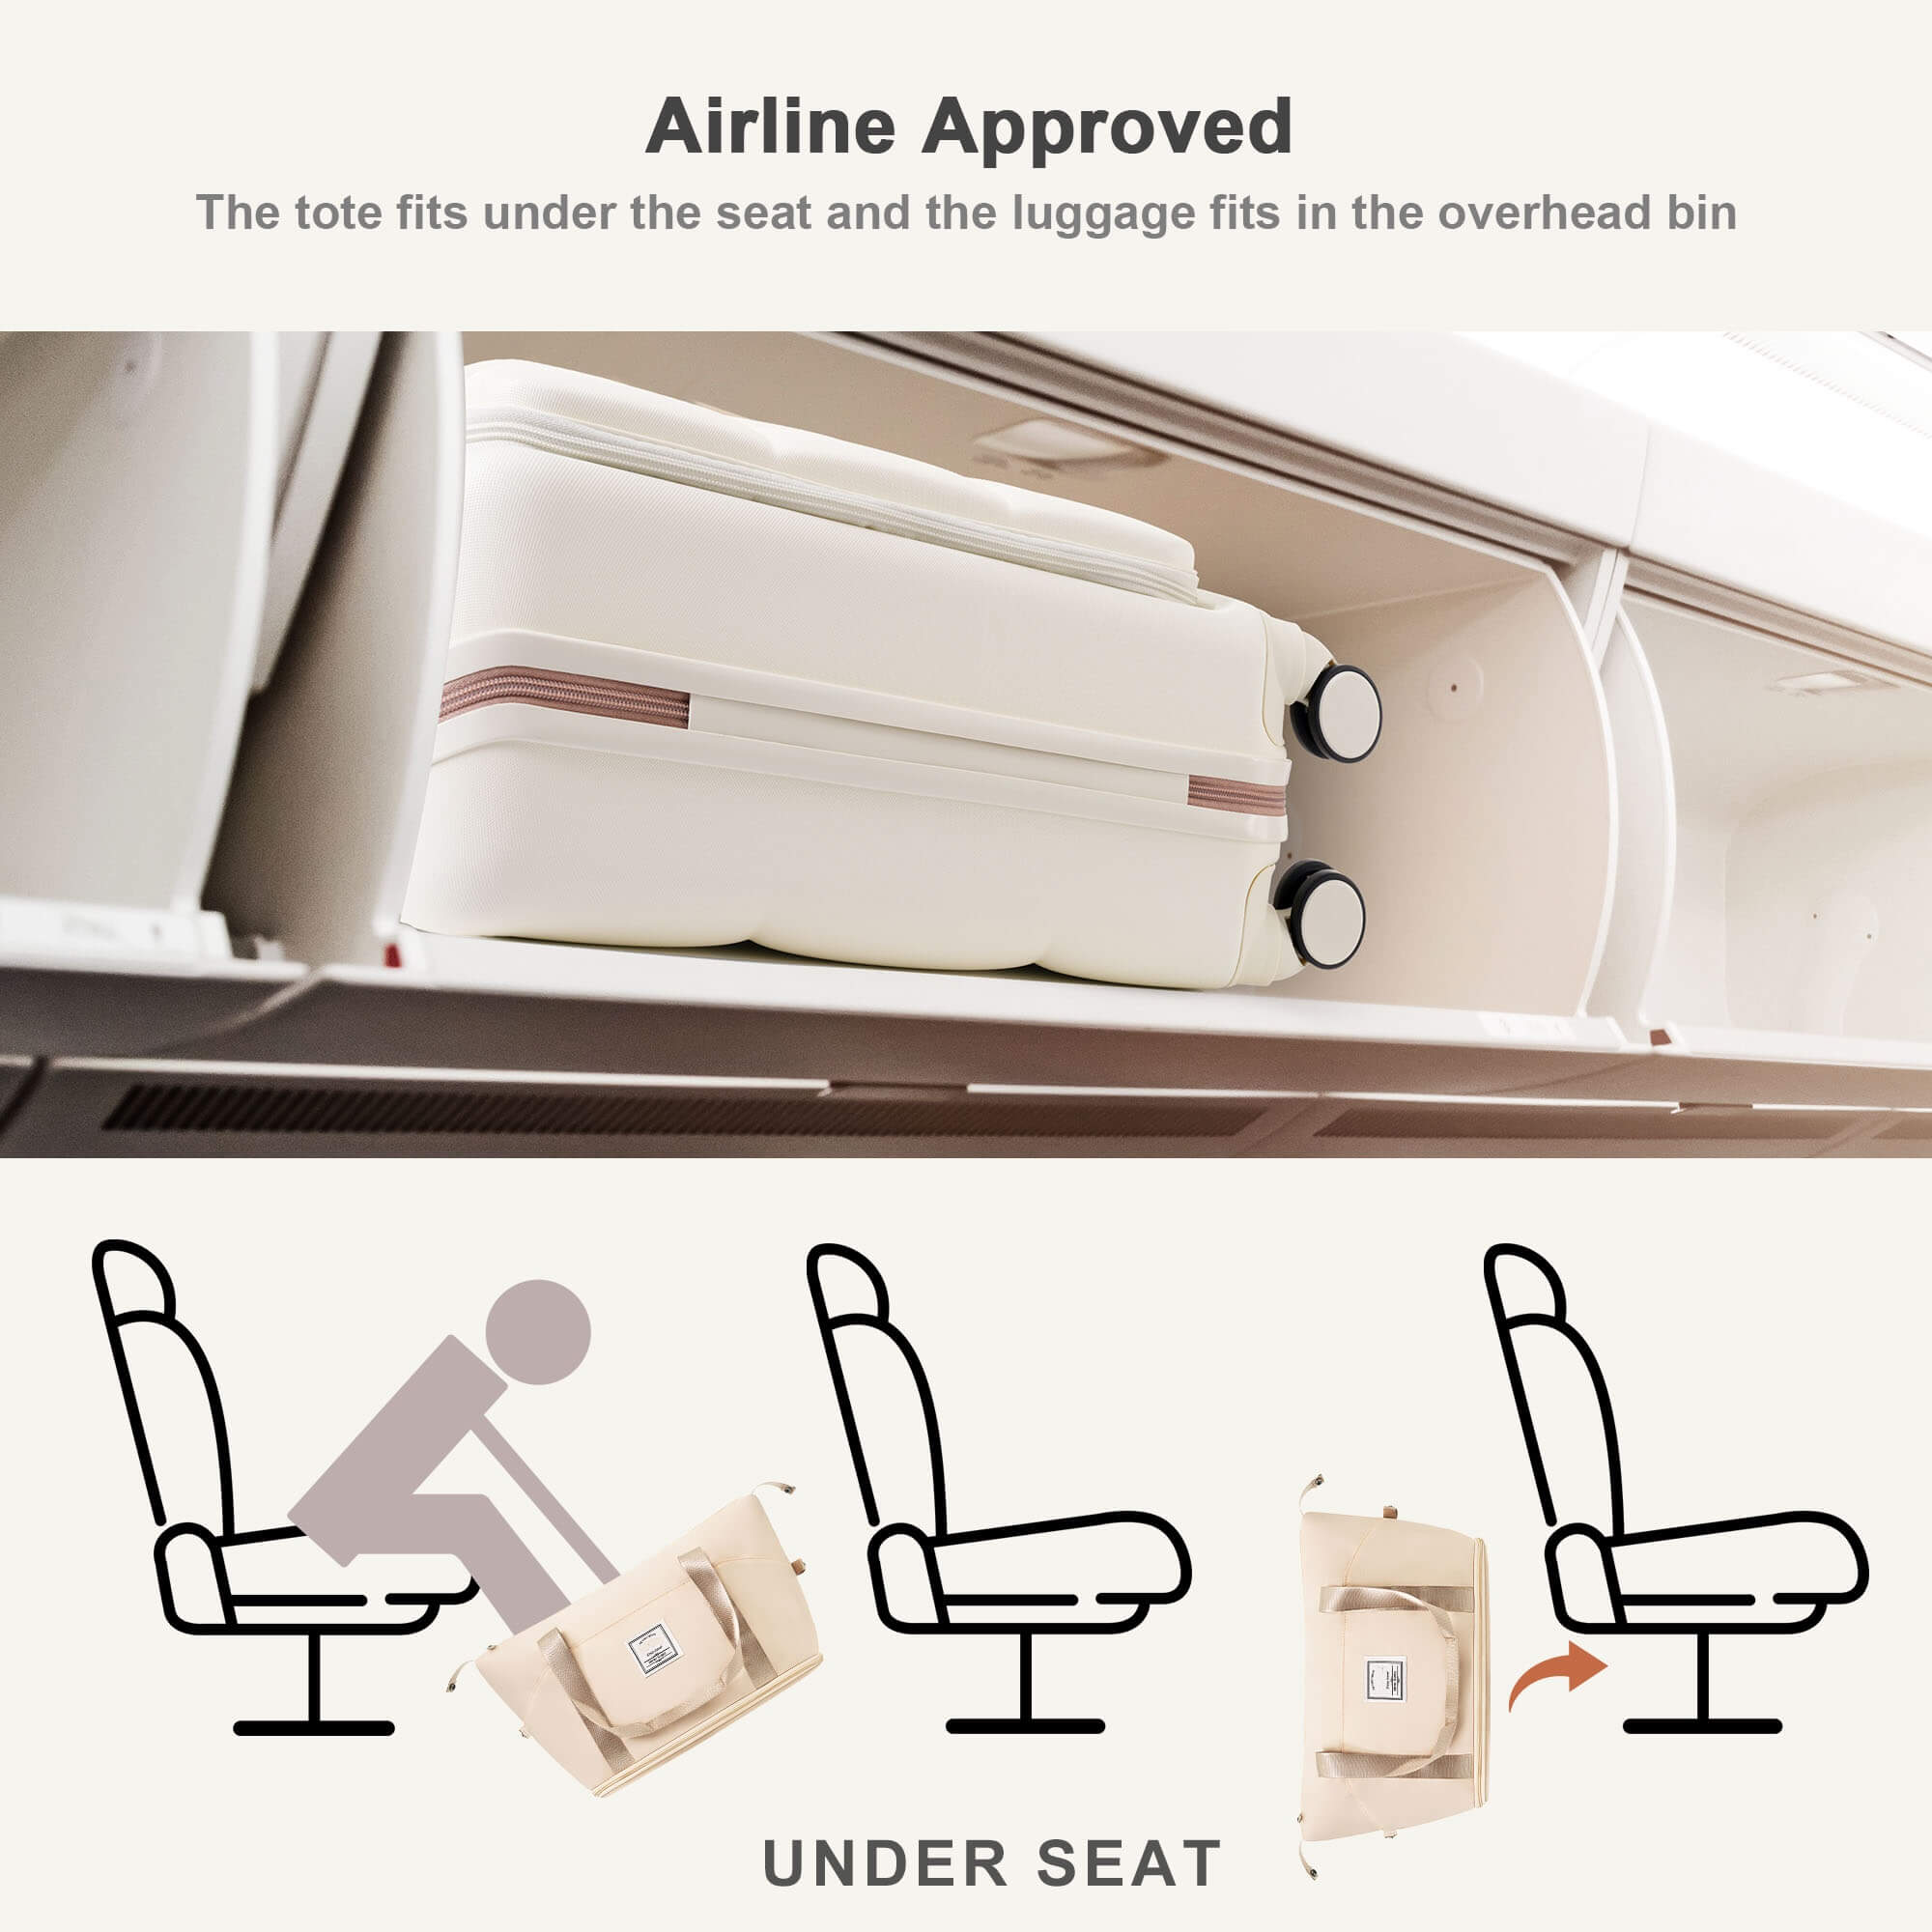 Airline Approved
The tote fits under the seat and the luggage fits in the overhead bin
UNDER SEAT